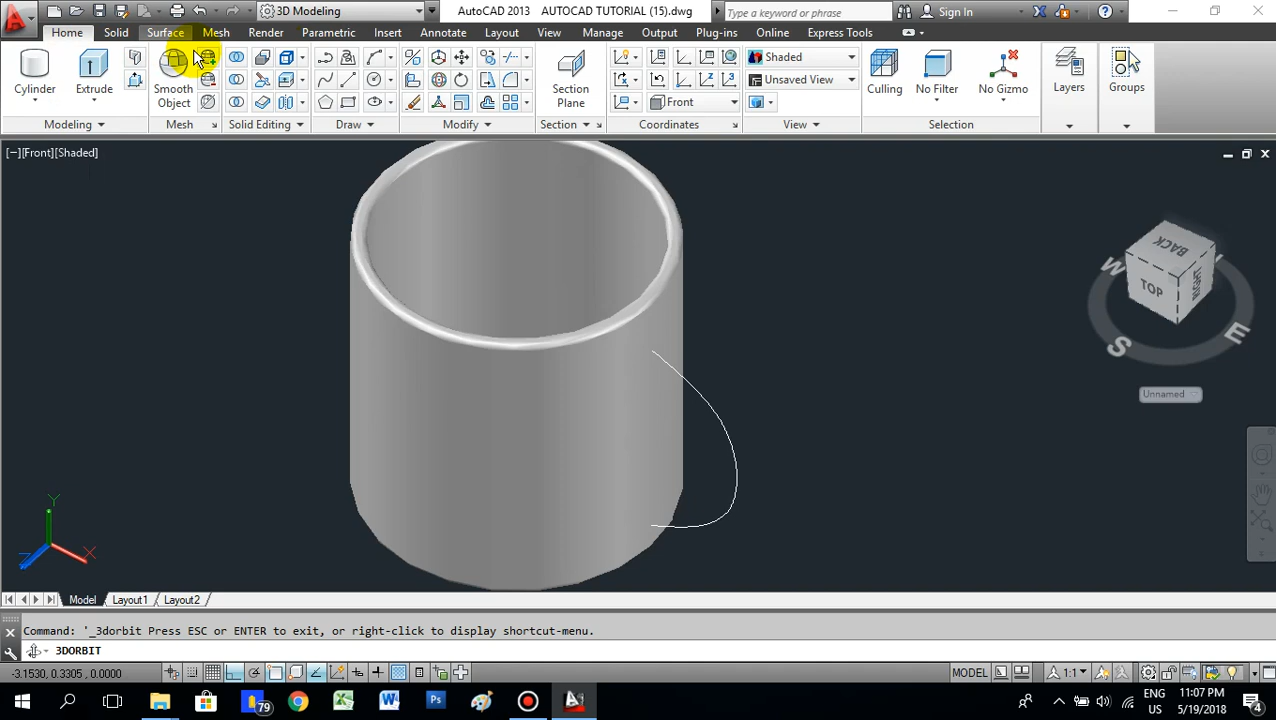 3D Modeling
AutoCAD 2013 AUTOCAD TUTORIAL (15).dwg
Type a keyword or phrase
Sign In
Home Solid Surface Mesh Render Parametric Insert Annotate Layout View Manage Output Plug-ins Online Express Tools
Cylinder
Extrude
Smooth
Object
Section
Plane
Front
Shaded
Unsaved View
Culling
No Filter
No Gizmo
Layers
Groups
Modeling Mesh Solid Editing Draw Modify Section Coordinates View Selection
[−][Front][Shaded]
BACK
TOP
RIGHT
W
S
E
Unnamed
Y
X
Z
Model Layout1 Layout2
Command: '_3dorbit Press ESC or ENTER to exit, or right-click to display shortcut-menu.
3DORBIT
-3.1530, 0.3305, 0.0000
MODEL
1:1
79
ENG
US
11:07 PM
5/19/2018
4